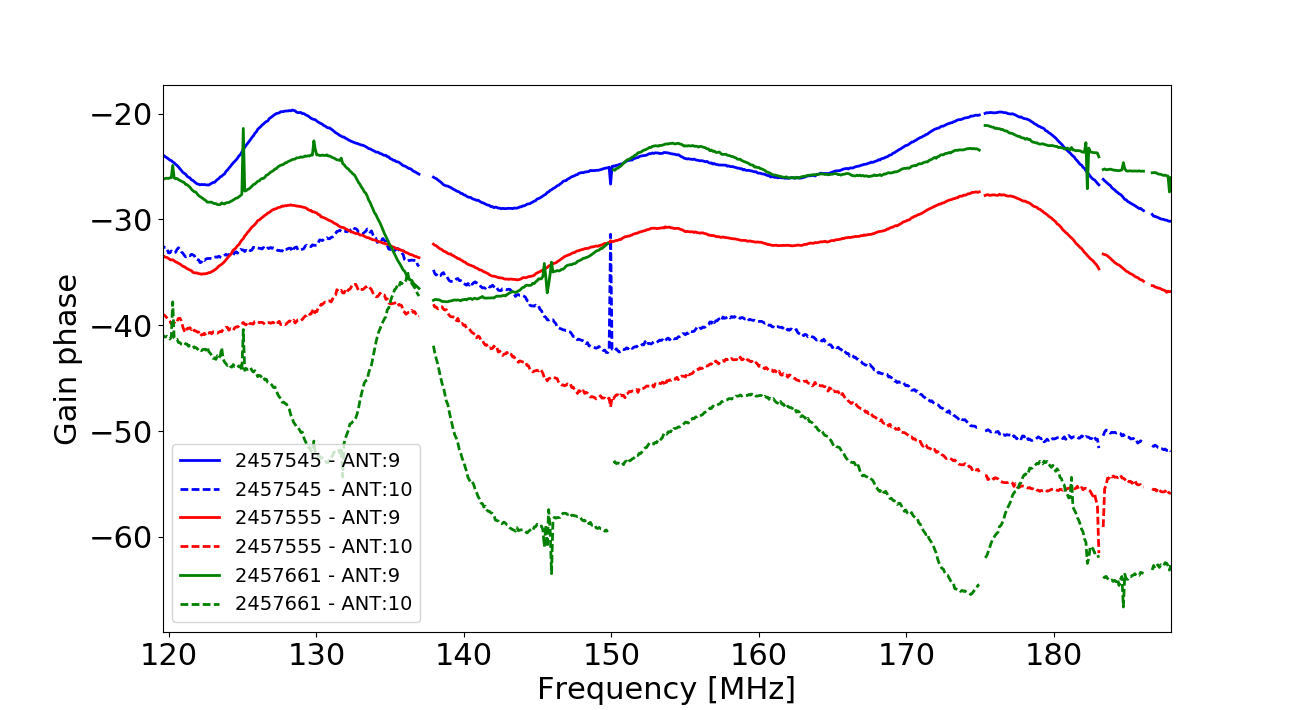 −20
−30
−40
−50
−60
Gain phase
2457545 - ANT:9
2457545 - ANT:10
2457555 - ANT:9
2457555 - ANT:10
2457661 - ANT:9
2457661 - ANT:10
120 130 140 150 160 170 180
Frequency [MHz]